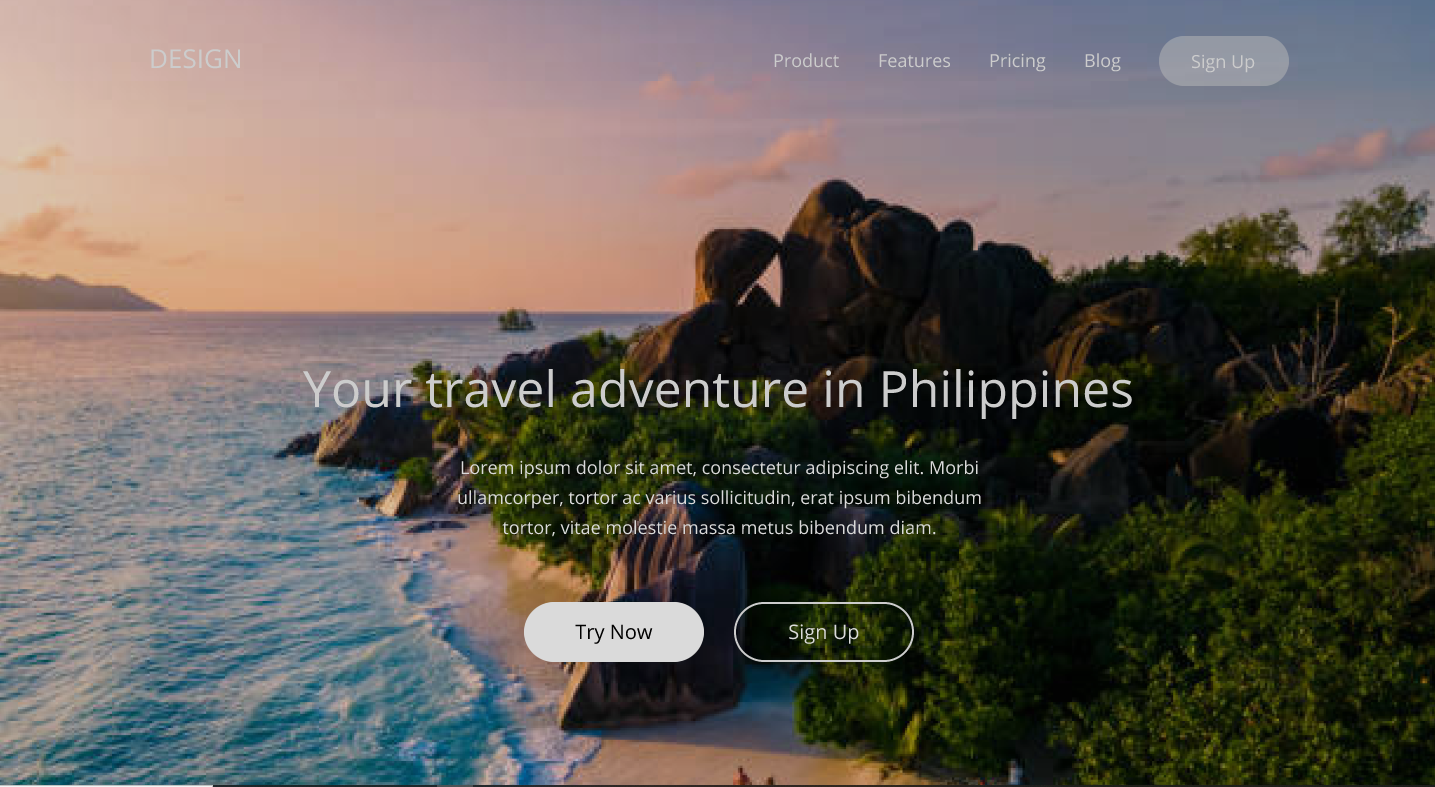 DESIGN
Product Features Pricing Blog Sign Up
Your travel adventure in Philippines
Lorem ipsum dolor sit amet, consectetur adipiscing elit. Morbi
ullamcorper, tortor ac varius sollicitudin, erat ipsum bibendum
tortor, vitae molestie massa metus bibendum diam.
Try Now Sign Up